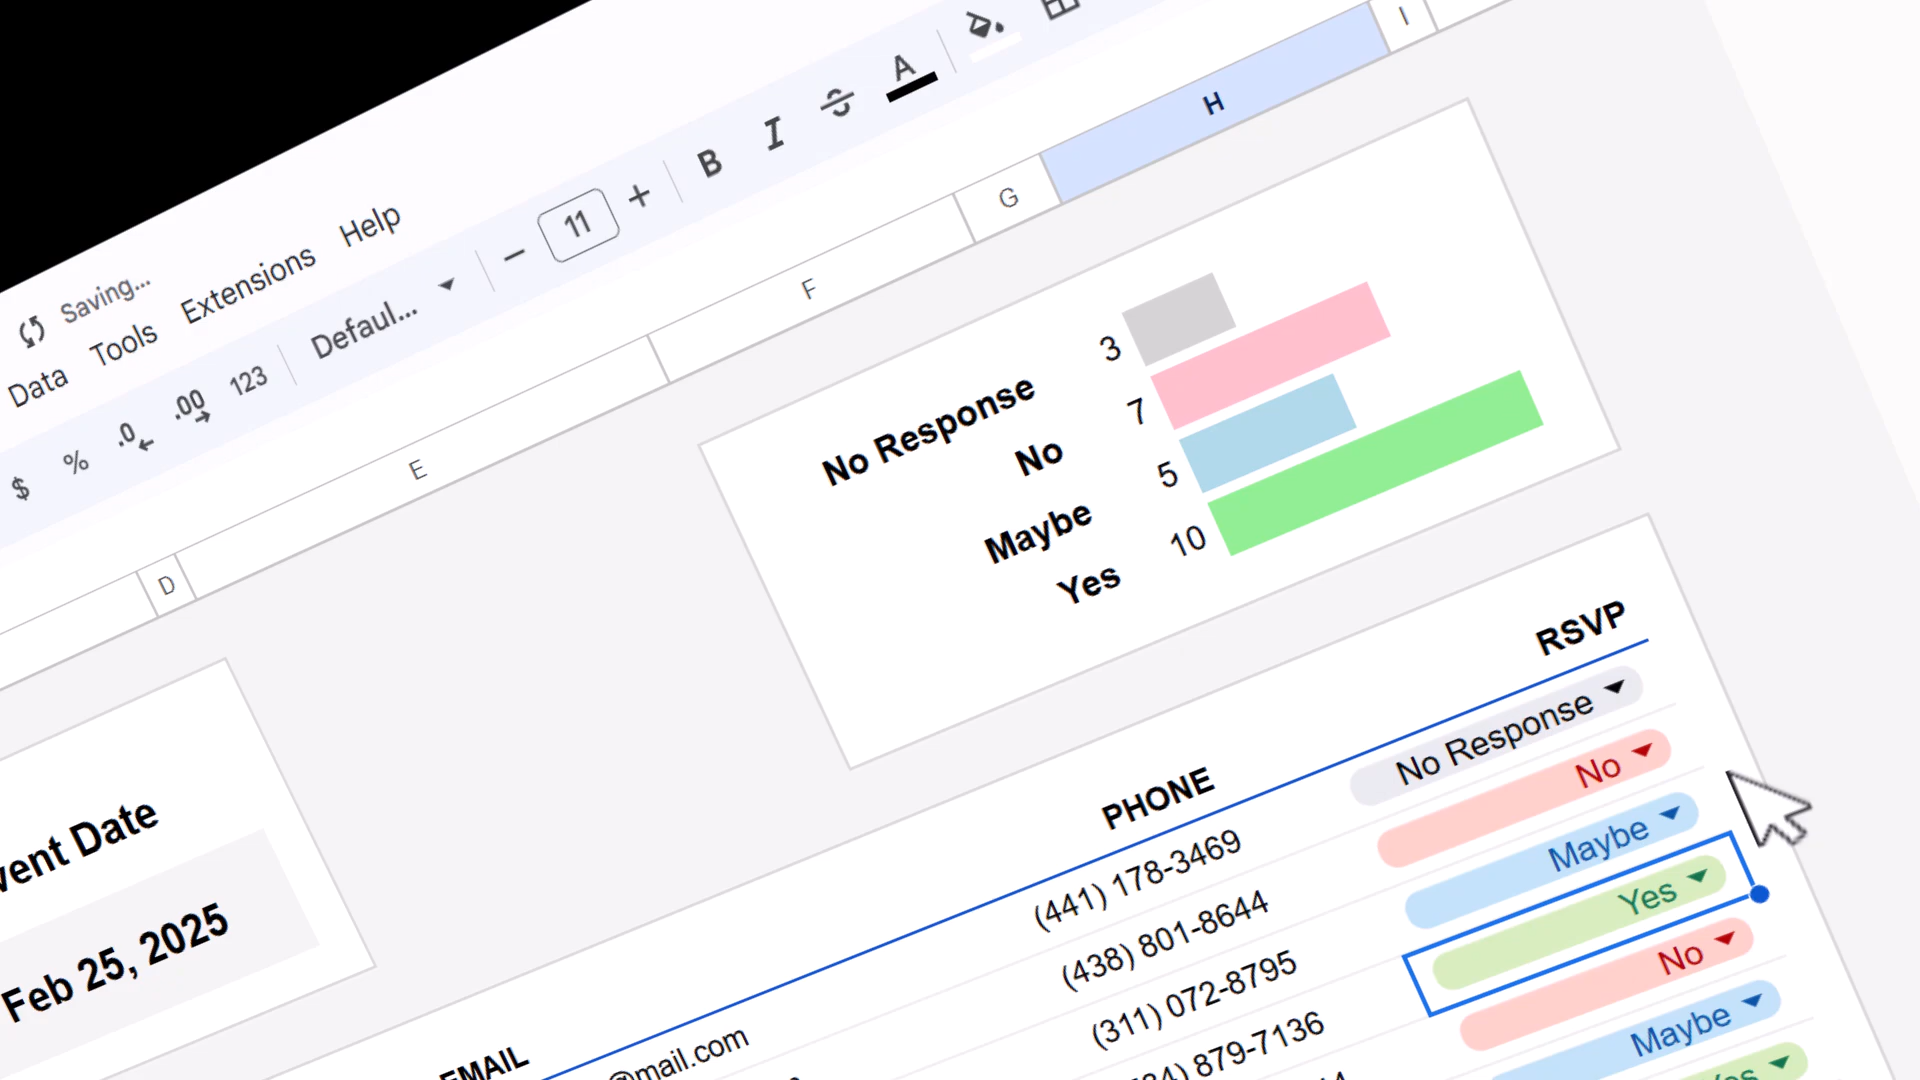 Saving...
Data Tools Extensions Help
$ % .0 .00 123 Defaul... − 11 + B I S A
D E F G H I
No Response 3
No 7
Maybe 5
Yes 10
Date
Feb 25, 2025
EMAIL PHONE RSVP
(441) 178-3469 No Response
(438) 801-8644 No
@mail.com (311) 072-8795 Maybe
879-7136 Yes
No
Maybe